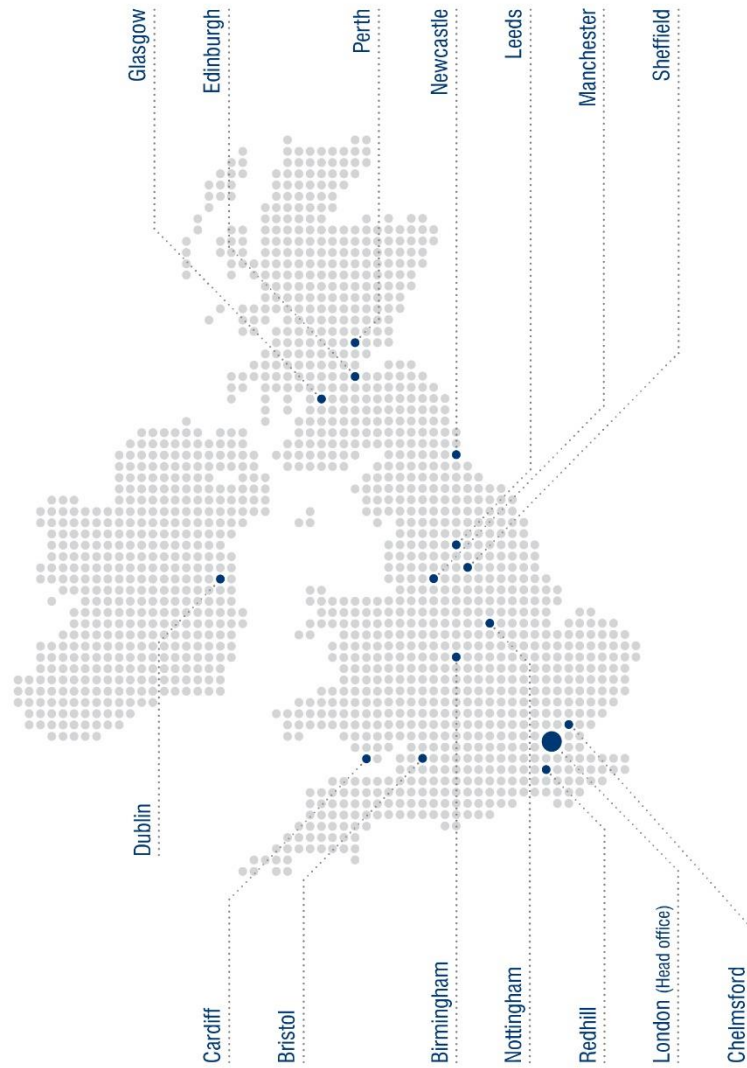 Glasgow
Edinburgh
Perth
Newcastle
Leeds
Manchester
Sheffield
Dublin
Cardiff
Bristol
Birmingham
Nottingham
Redhill
London (Head office)
Chelmsford